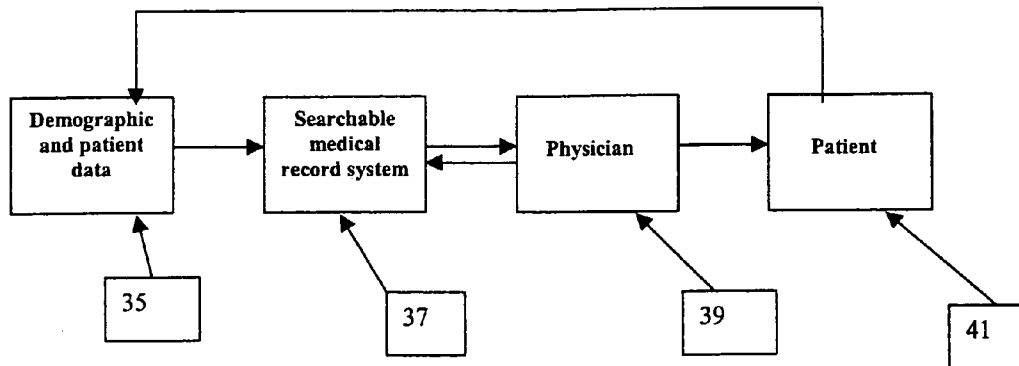 Demographic
and patient
data
Searchable
medical
record system
Physician
Patient
35
37
39
41